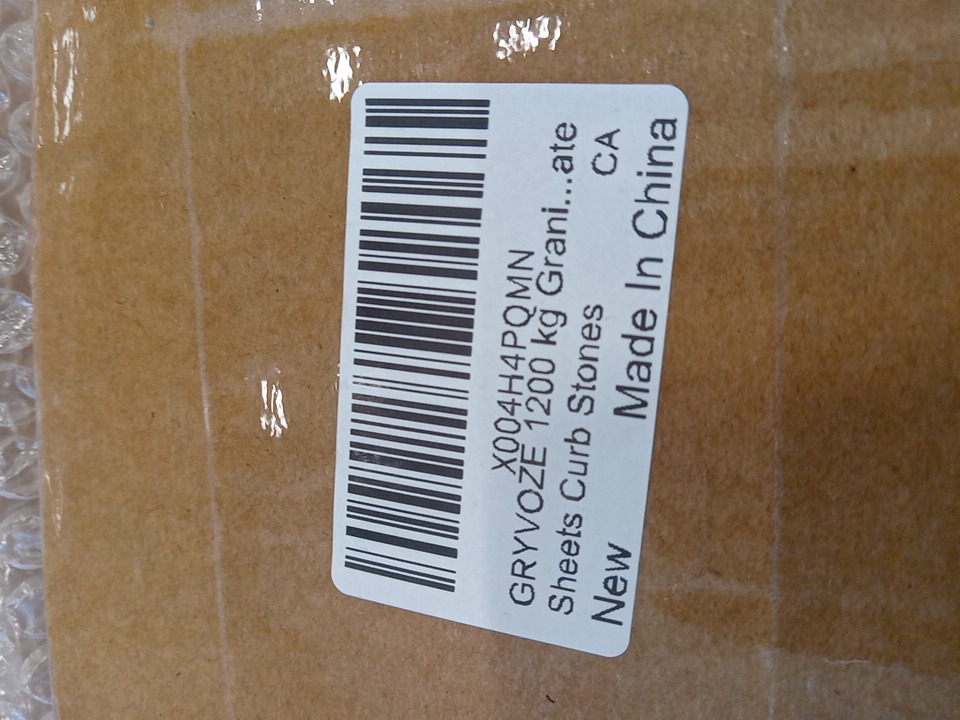 X004H4PQMN
GRYVOZE 1200 kg Grani...ate
Sheets Curb Stones
New CA
Made In China